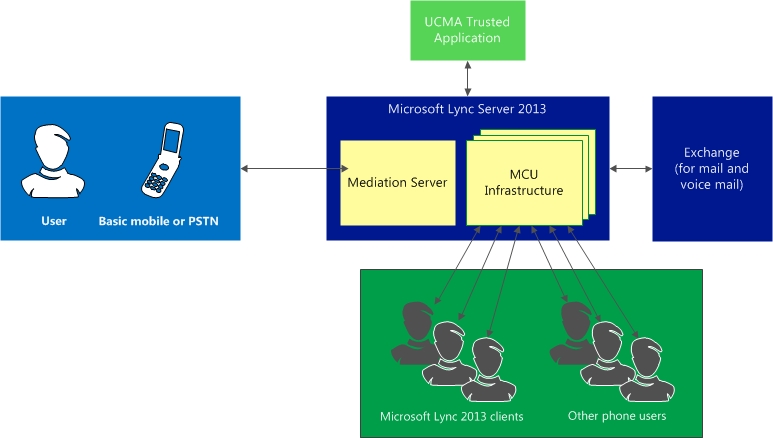 UCMA Trusted
Application
Microsoft Lync Server 2013
Mediation Server
MCU
Infrastructure
Exchange
(for mail and
voice mail)
User
Basic mobile or PSTN
Microsoft Lync 2013 clients
Other phone users